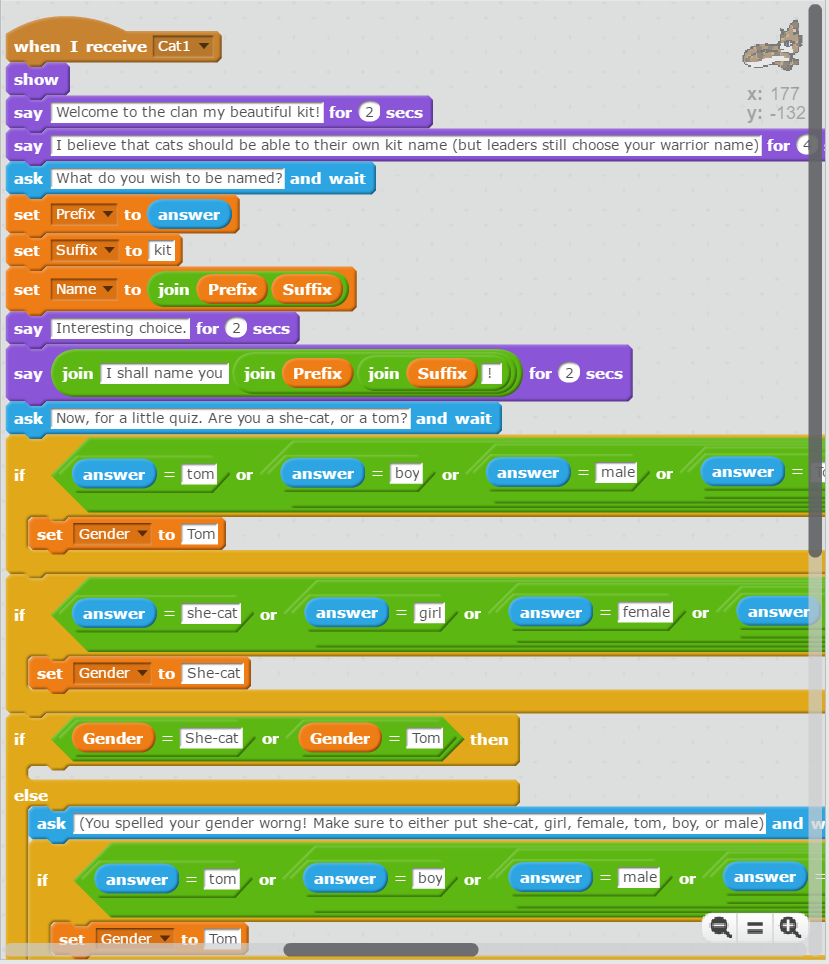 when I receive Cat1
show
x: 177
say Welcome to the clan my beautiful kit! for 2 secs
y: -132
say I believe that cats should be able to their own kit name (but leaders still choose your warrior name) for 4
ask What do you wish to be named? and wait
set Prefix to answer
set Suffix to kit
set Name to join Prefix Suffix
say Interesting choice. for 2 secs
say join I shall name you join Prefix join Suffix ! for 2 secs
ask Now, for a little quiz. Are you a she-cat, or a tom? and wait
if answer = tom or answer = boy or answer = male or answer =
set Gender to Tom
if answer = she-cat or answer = girl or answer = female or answer
set Gender to She-cat
if Gender = She-cat or Gender = Tom then
else
ask (You spelled your gender worng! Make sure to either put she-cat, girl, female, tom, boy, or male) and w
if answer = tom or answer = boy or answer = male or answer =
set Gender to Tom